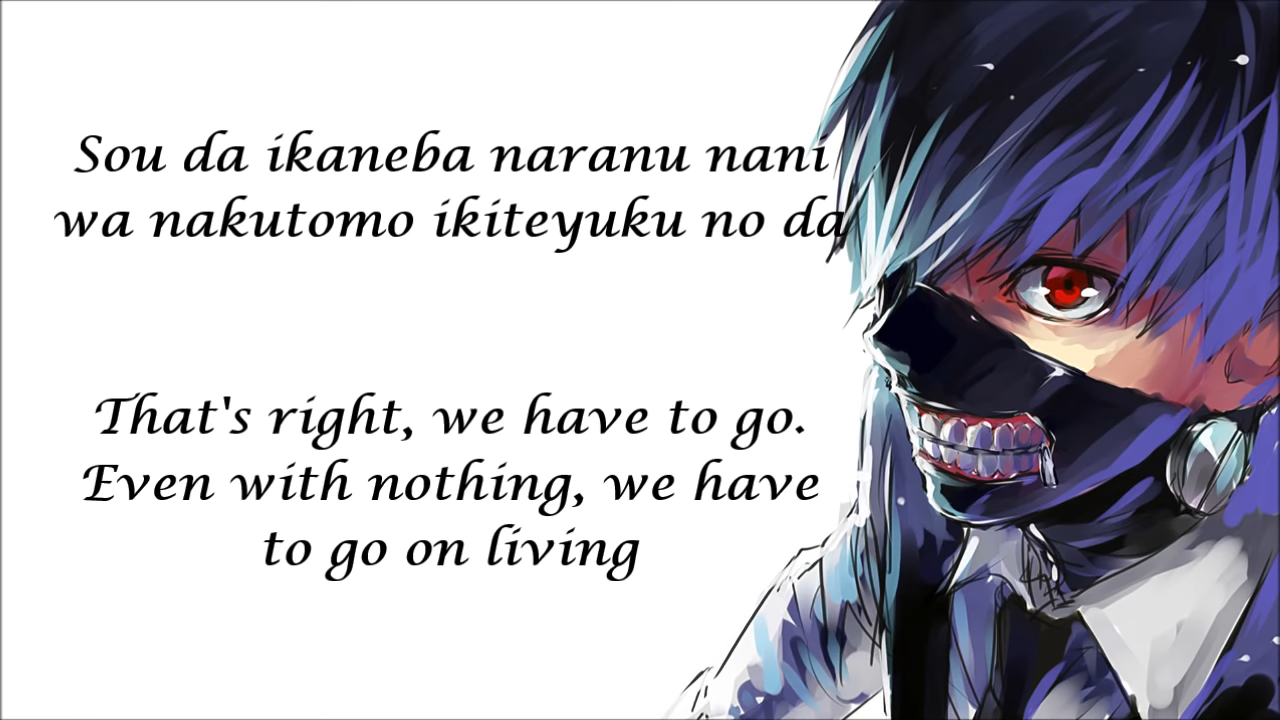 Sou da ikaneba naranu nani
wa nakutomo ikiteyuku no da
That's right, we have to go.
Even with nothing, we have
to go on living